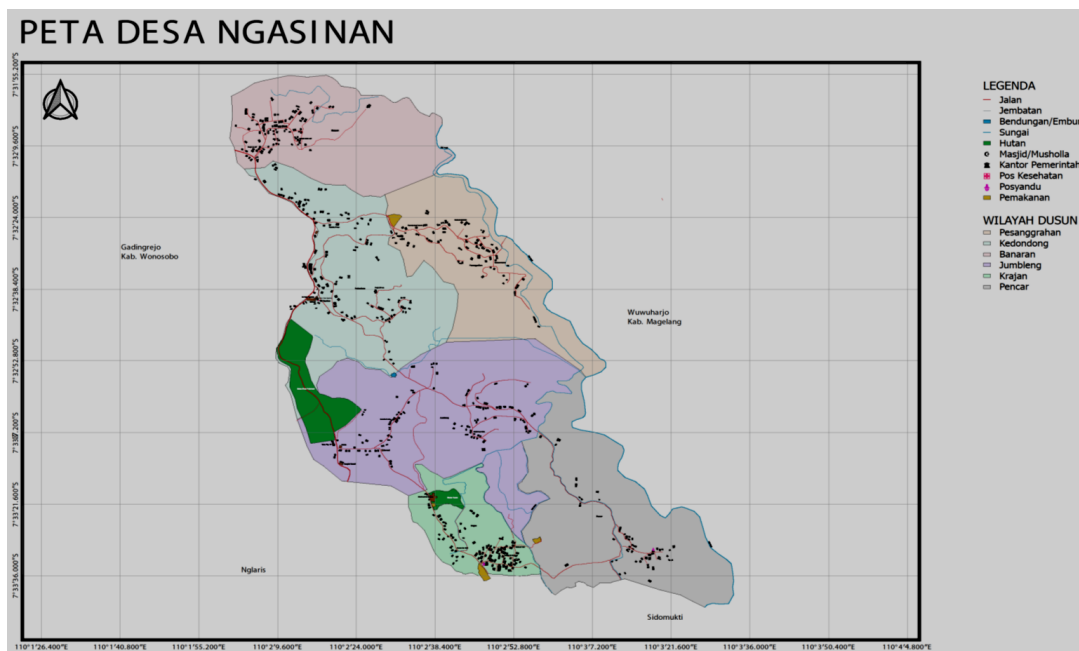 PETA DESA NGASINAN
7°31'55.200"S
7°32'9.600"S
7°32'24.000"S
7°32'38.400"S
7°32'52.800"S
7°33'21.600"S
7°33'36.000"S
Gadingrejo
Kab. Wonosobo
Wuwuharjo
Kab. Magelang
Nglaris
Sidomukti
110°1'26.400"E 110°1'40.800"E 110°1'55.200"E 110°2'9.600"E 110°2'24.000"E 110°2'38.400"E 110°2'52.800"E 110°3'7.200"E 110°3'21.600"E 110°3'36.000"E 110°3'50.400"E 110°4'4.800"E
LEGENDA
Jalan
Jembatan
Bendungan/Embun
Sungai
Hutan
Masjid/Musholla
Kantor Pemerintah
Pos Kesehatan
Posyandu
Pemakanan
WILAYAH DUSUN
Pesanggrahan
Kedondong
Banaran
Jumbleng
Krajan
Pencar